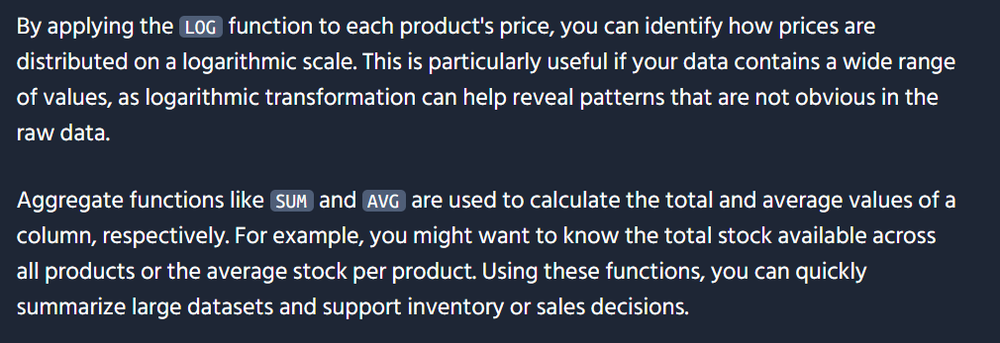 By applying the LOG function to each product's price, you can identify how prices are
distributed on a logarithmic scale. This is particularly useful if your data contains a wide range
of values, as logarithmic transformation can help reveal patterns that are not obvious in the
raw data.
Aggregate functions like SUM and AVG are used to calculate the total and average values of a
column, respectively. For example, you might want to know the total stock available across
all products or the average stock per product. Using these functions, you can quickly
summarize large datasets and support inventory or sales decisions.